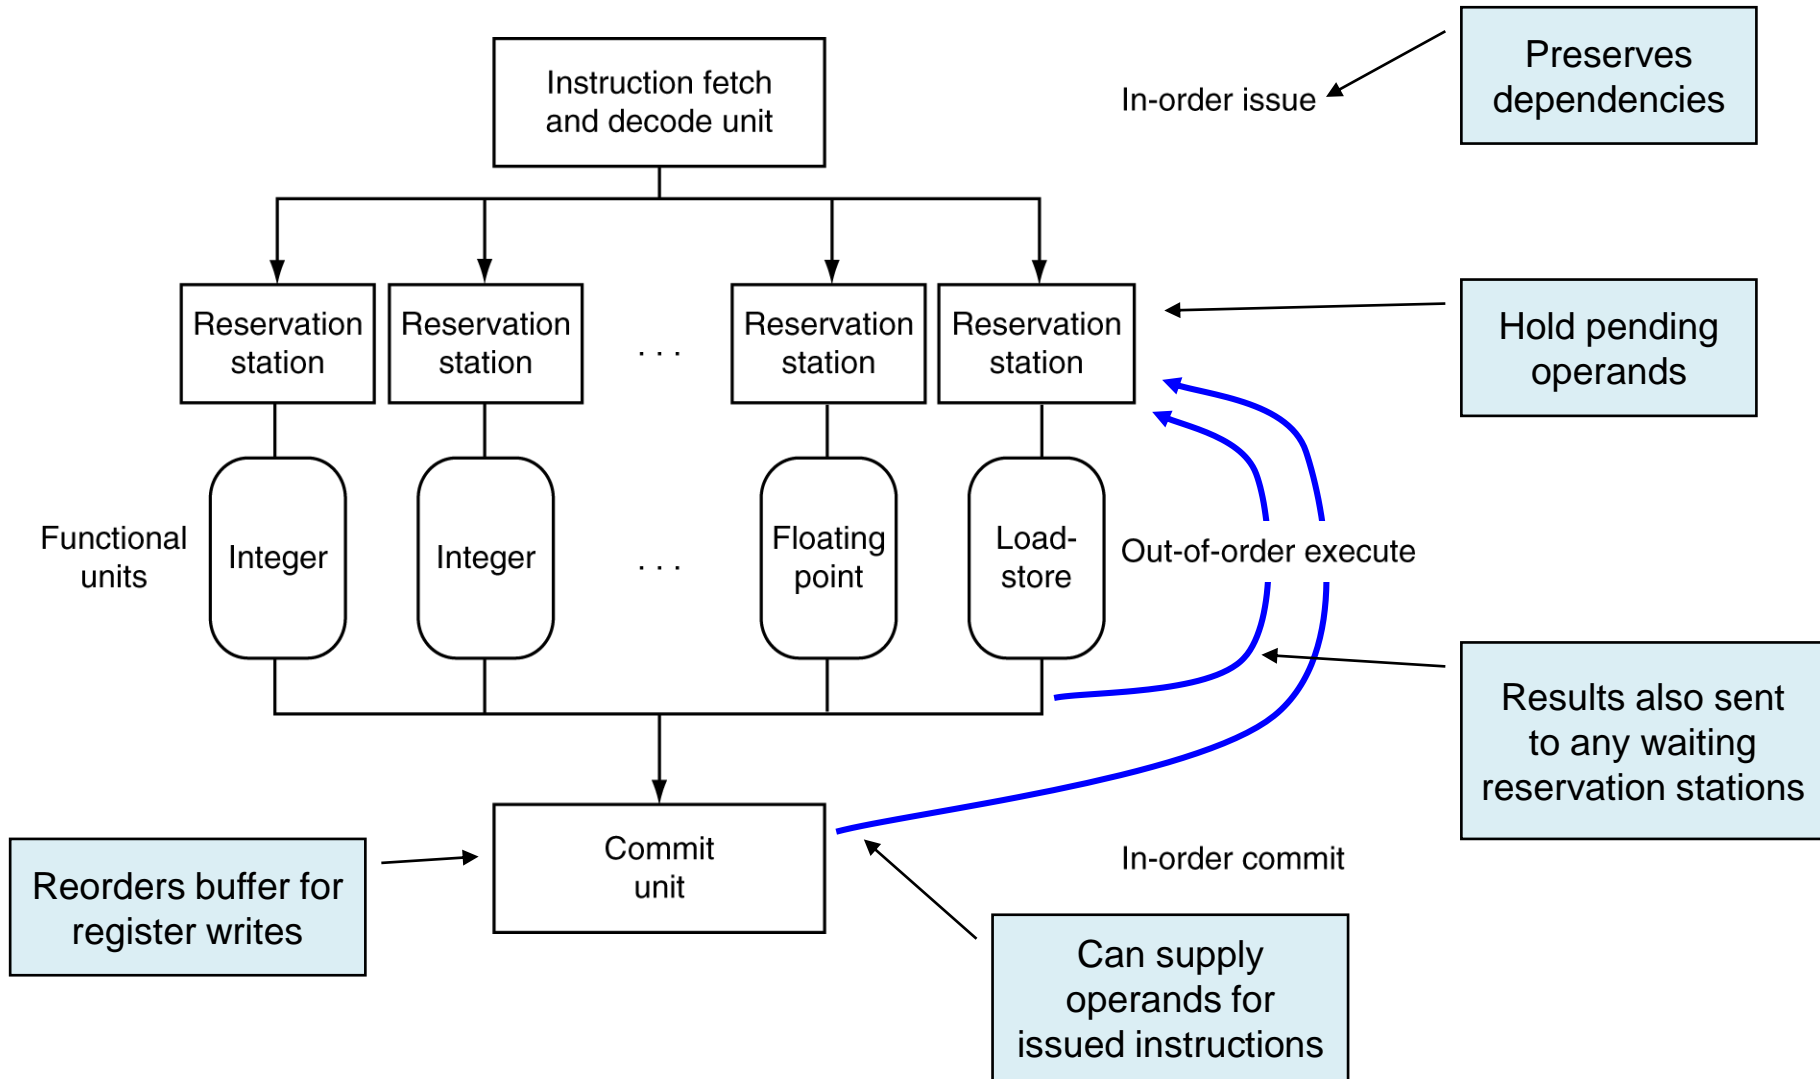 Instruction fetch
and decode unit
In-order issue
Preserves
dependencies
Reservation
station
Reservation
station
. . .
Reservation
station
Reservation
station
Hold pending
operands
Functional
units
Integer
Integer
. . .
Floating
point
Load-
store
Out-of-order execute
Results also sent
to any waiting
reservation stations
Commit
unit
In-order commit
Reorders buffer for
register writes
Can supply
operands for
issued instructions